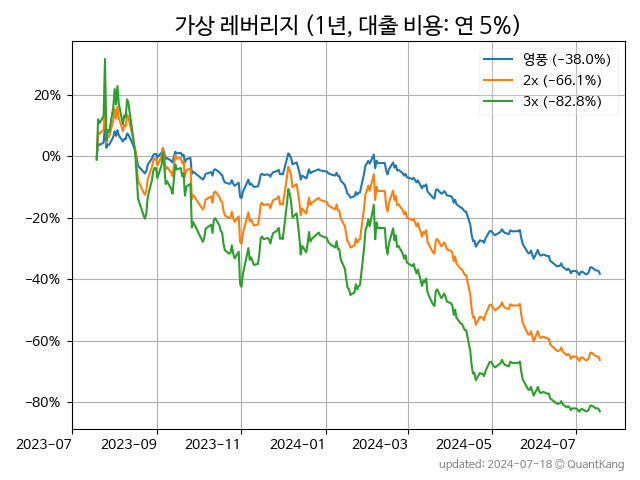 가상 레버리지 (1년, 대출 비용: 연 5%)
영풍 (−38.0%)
2x (−66.1%)
3x (−82.8%)
20%
0%
−20%
−40%
−60%
−80%
2023-07
2023-09
2023-11
2024-01
2024-03
2024-05
2024-07
updated: 2024-07-18 © QuantKang